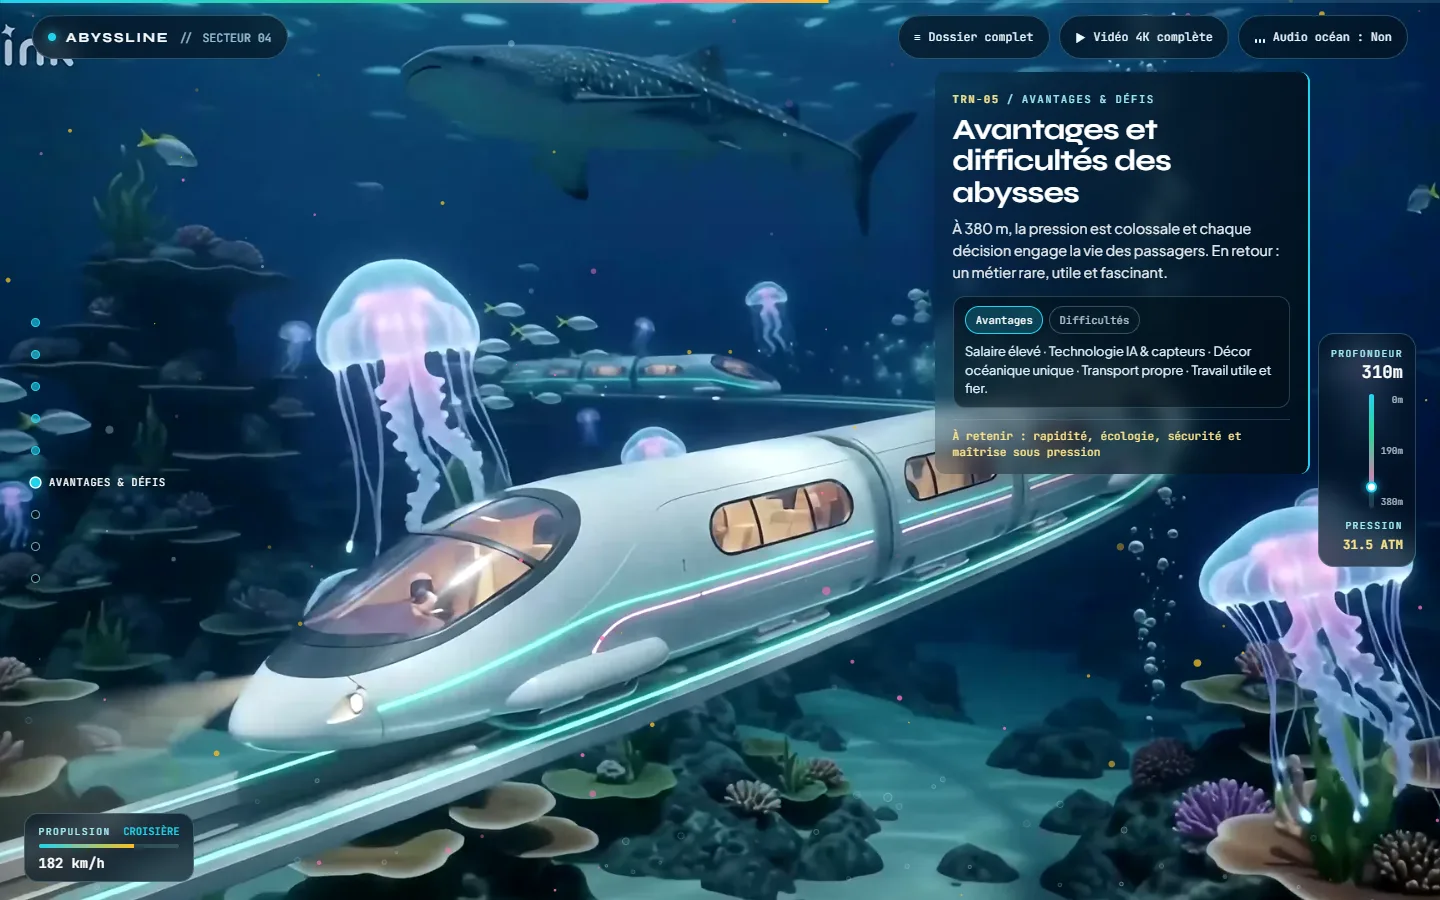 ABYSSLINE // SECTEUR 04
≡ Dossier complet
▶ Vidéo 4K complète
Audio océan : Non
TRN-05 / AVANTAGES & DÉFIS
Avantages et
difficultés des
abysses
À 380 m, la pression est colossale et chaque
décision engage la vie des passagers. En retour :
un métier rare, utile et fascinant.
Avantages
Difficultés
Salaire élevé · Technologie IA & capteurs · Décor
océanique unique · Transport propre · Travail utile et
fier.
À retenir : rapidité, écologie, sécurité et
maîtrise sous pression
PROFONDEUR
310m
0m
190m
380m
PRESSION
31.5 ATM
AVANTAGES & DÉFIS
PROPULSION CROISIÈRE
182 km/h